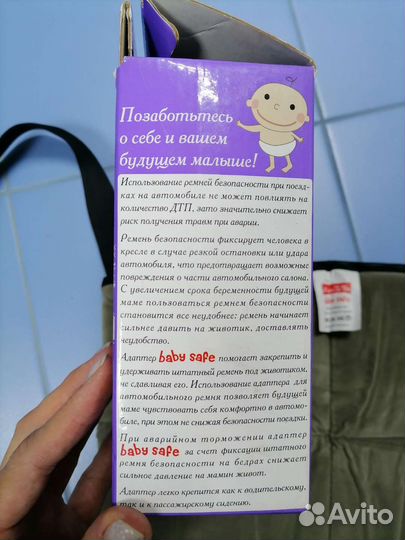 Позаботьтесь
о себе и вашем
будущем малыше!
Использование ремней безопасности при поезд-
ках на автомобиле не может повлиять на
количество ДТП, зато значительно снижает
риск получения травм при аварии.
Ремень безопасности фиксирует человека в
кресле в случае резкой остановки или удара
автомобиля, что предотвращает возможные
повреждения о части автомобильного салона.
С увеличением срока беременности будущей
маме пользоваться ремнем безопасности
становится все неудобнее: ремень начинает
сильнее давить на животик, доставлять
неудобство.
Адаптер baby safe помогает закрепить и
удерживать штатный ремень под животиком,
не сдавливая его. Использование адаптера для
автомобильного ремня позволяет будущей
маме чувствовать себя комфортно в автомо-
биле, при этом не снижая безопасности поездки.
При аварийном торможении адаптер
baby safe за счет фиксации штатного
ремня безопасности на бедрах снижает
сильное давление на мамин живот.
Адаптер легко крепится как к водительскому,
так и к пассажирскому сидению.
Avito